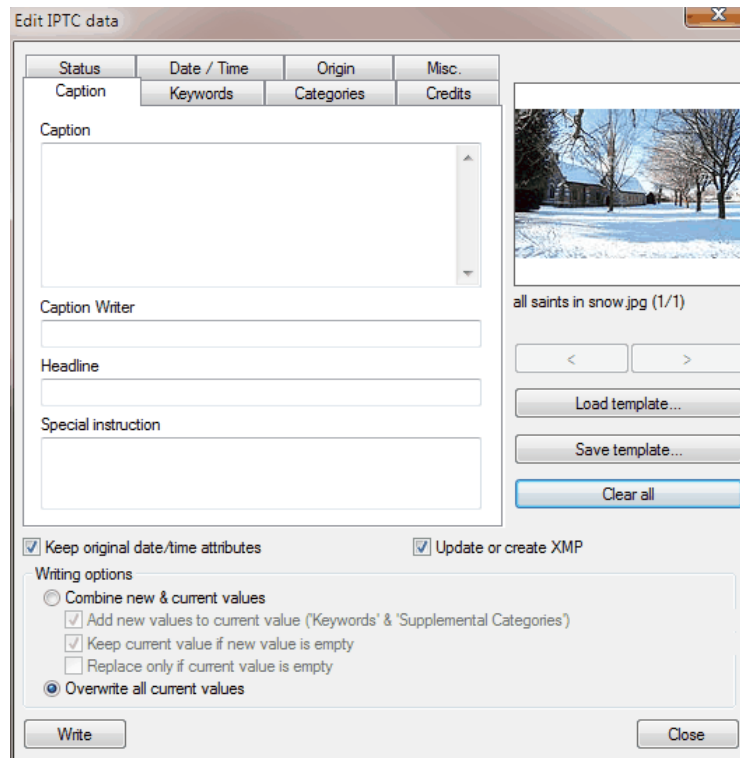 Edit IPTC data
Status Date / Time Origin Misc.
Caption Keywords Categories Credits
Caption
Caption Writer
Headline
Special instruction
all saints in snow.jpg (1/1)
< >
Load template...
Save template...
Clear all
Keep original date/time attributes Update or create XMP
Writing options
Combine new & current values
Add new values to current value ('Keywords' & 'Supplemental Categories')
Keep current value if new value is empty
Replace only if current value is empty
Overwrite all current values
Write Close